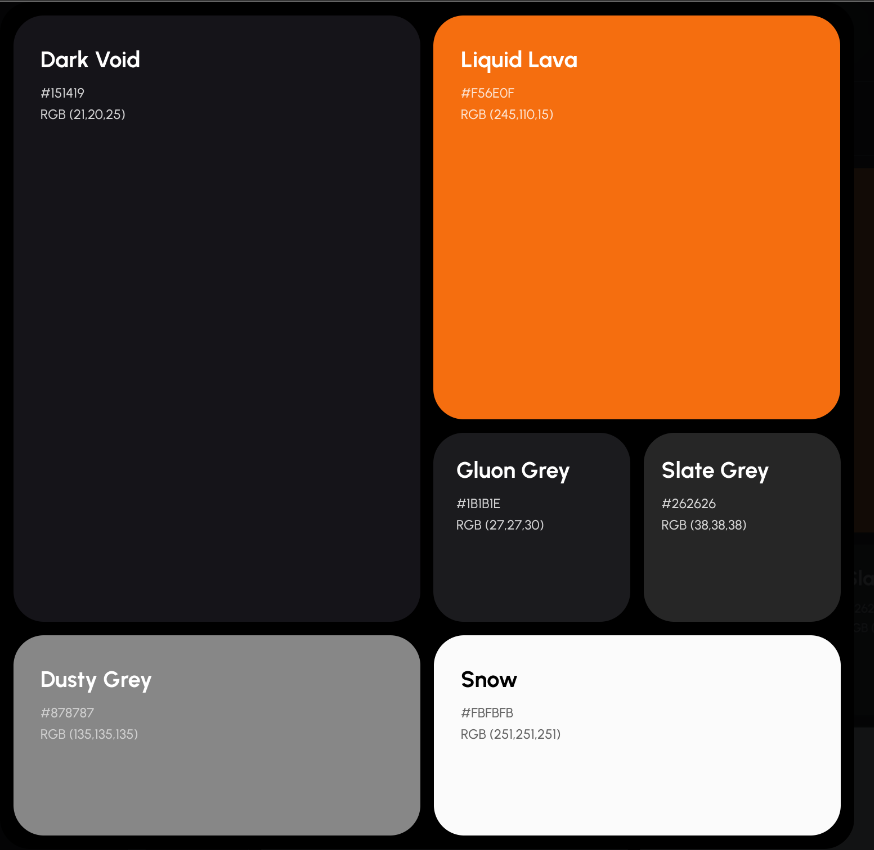 Dark Void
#151419
RGB (21,20,25)
Liquid Lava
#F56E0F
RGB (245,110,15)
Gluon Grey
#1B1B1E
RGB (27,27,30)
Slate Grey
#262626
RGB (38,38,38)
Dusty Grey
#878787
RGB (135,135,135)
Snow
#FBFBFB
RGB (251,251,251)